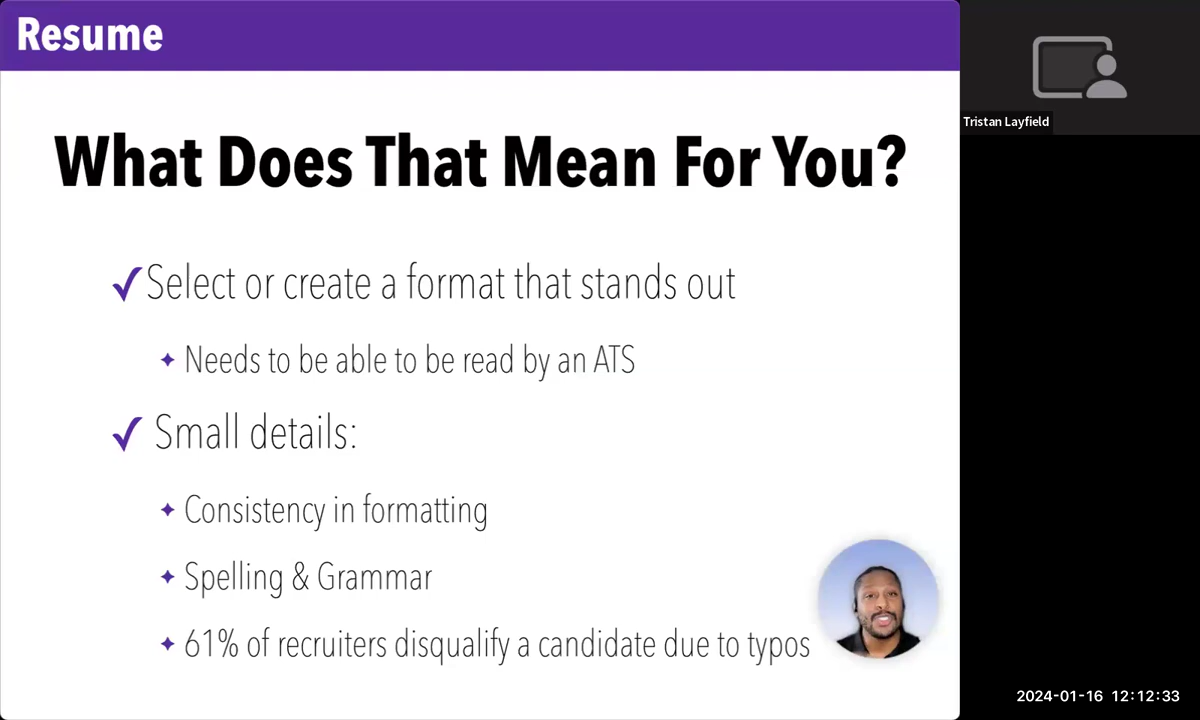 Resume
What Does That Mean For You?
✓Select or create a format that stands out
✦ Needs to be able to be read by an ATS
✓ Small details:
✦ Consistency in formatting
✦ Spelling & Grammar
✦ 61% of recruiters disqualify a candidate due to typos
Tristan Layfield
2024-01-16 12:12:33